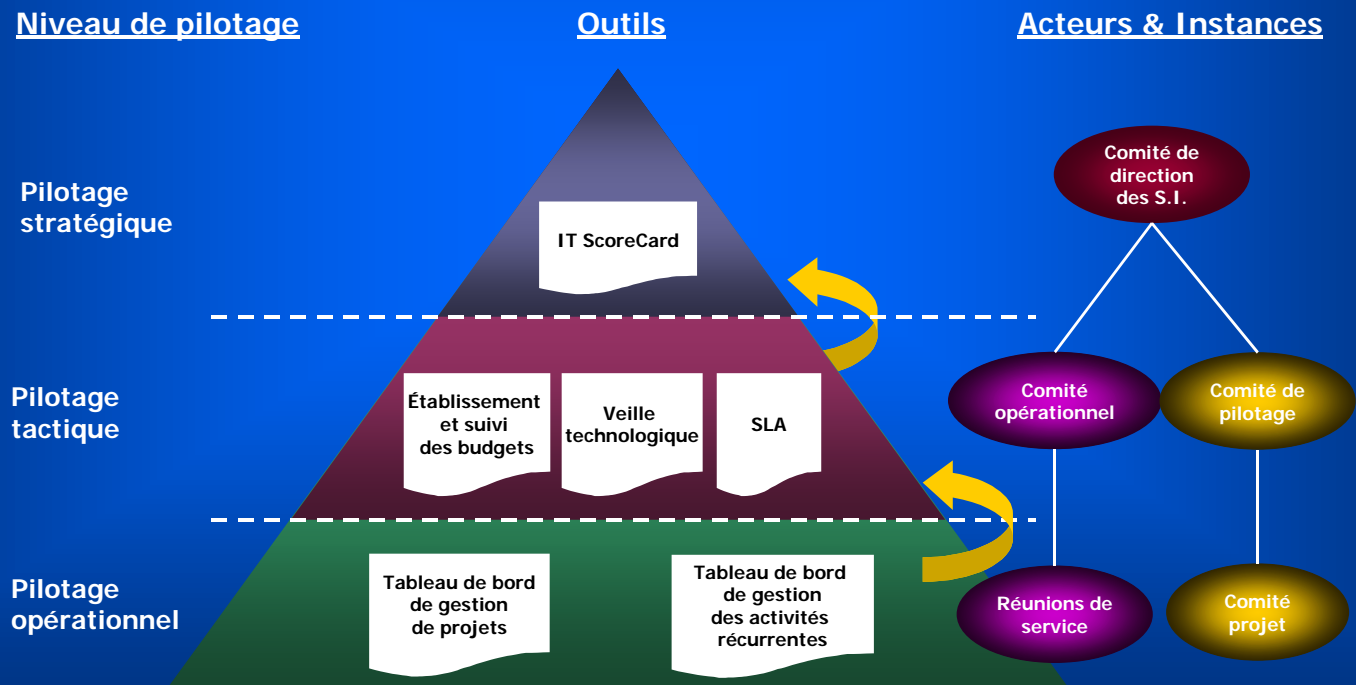 Niveau de pilotage
Outils
Acteurs & Instances
Pilotage
stratégique
IT ScoreCard
Comité de
direction
des S.I.
Pilotage
tactique
Établissement
et suivi
des budgets
Veille
technologique
SLA
Comité
opérationnel
Comité de
pilotage
Pilotage
opérationnel
Tableau de bord
de gestion
de projets
Tableau de bord
de gestion
des activités
récurrentes
Réunions de
service
Comité
projet